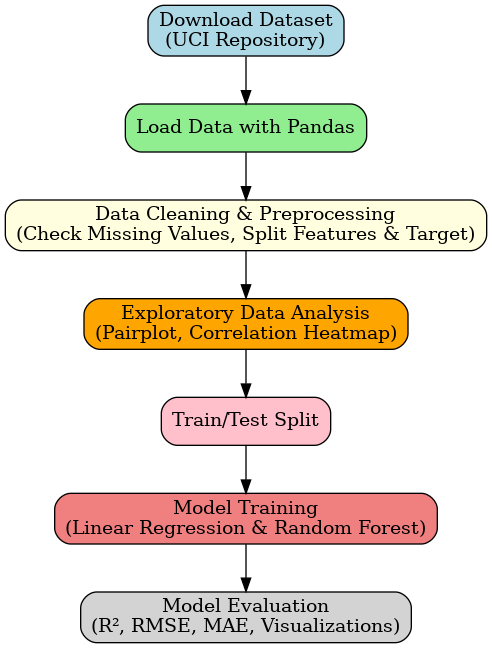 Download Dataset
(UCI Repository)
Load Data with Pandas
Data Cleaning & Preprocessing
(Check Missing Values, Split Features & Target)
Exploratory Data Analysis
(Pairplot, Correlation Heatmap)
Train/Test Split
Model Training
(Linear Regression & Random Forest)
Model Evaluation
(R², RMSE, MAE, Visualizations)